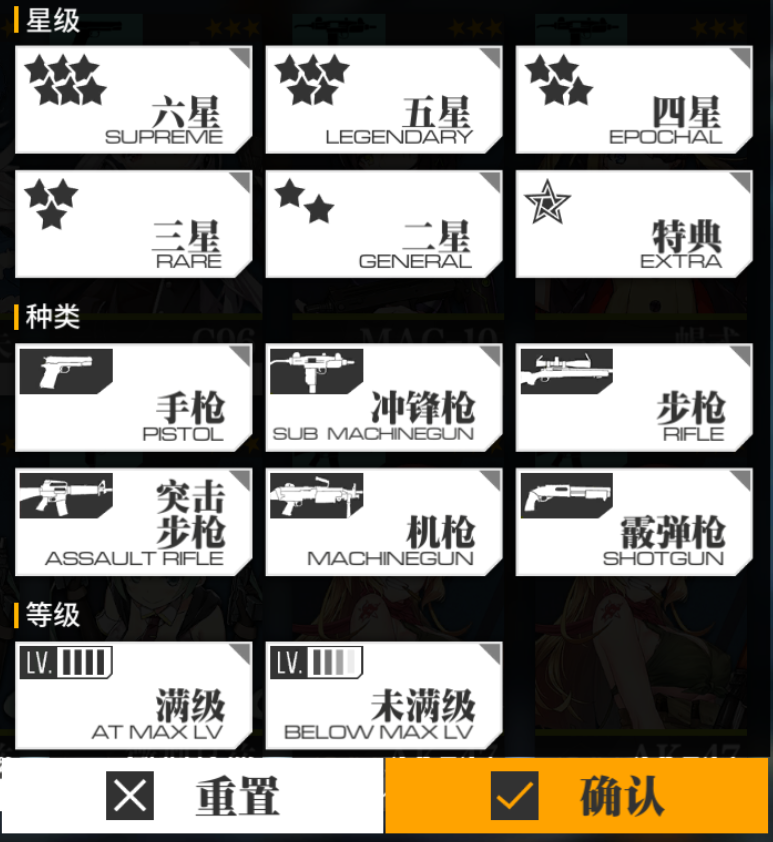 星级
六星
SUPREME
五星
LEGENDARY
四星
EPOCHAL
三星
RARE
二星
GENERAL
特典
EXTRA
种类
手枪
PISTOL
冲锋枪
SUB MACHINEGUN
步枪
RIFLE
突击
步枪
ASSAULT RIFLE
机枪
MACHINEGUN
霰弹枪
SHOTGUN
等级
LV.
满级
AT MAX LV
LV.
未满级
BELOW MAX LV
AK-47
重置
确认